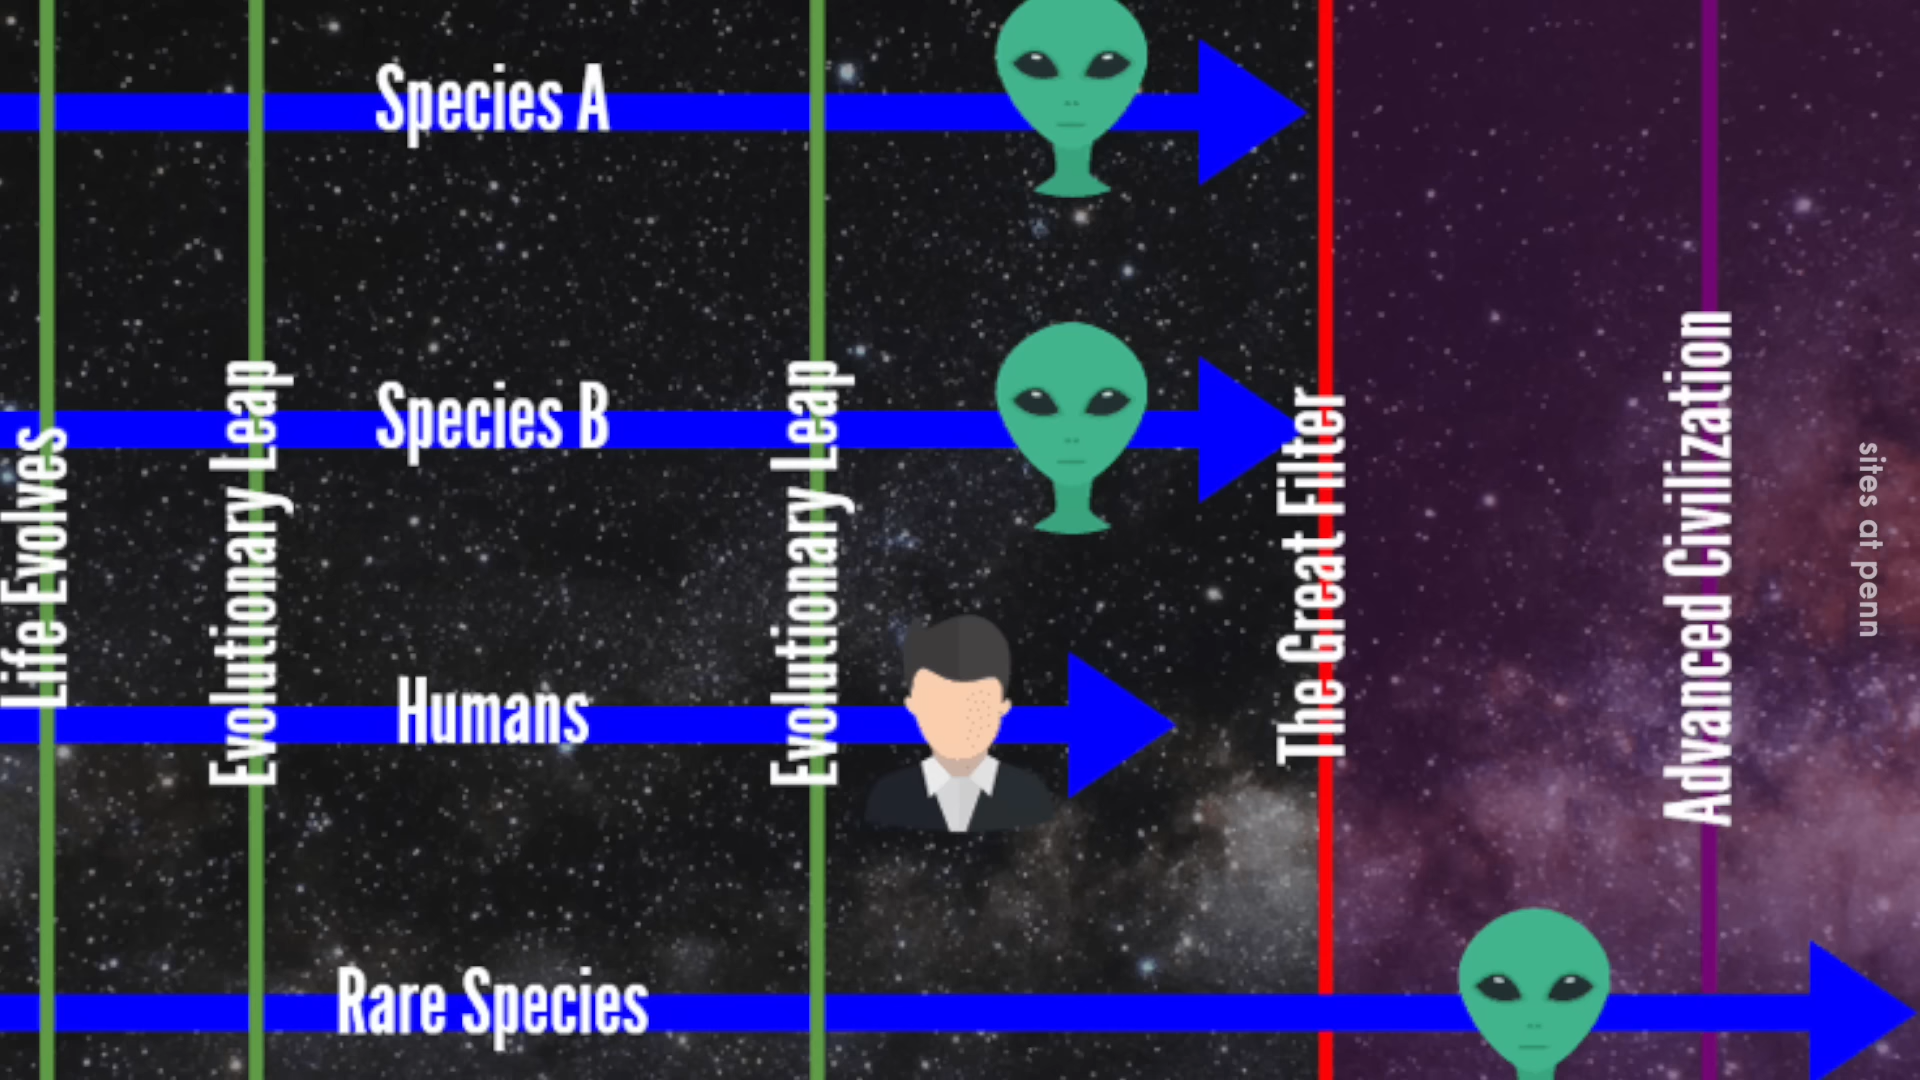 Species A
Species B
Humans
Rare Species
Life Evolves
Evolutionary Leap
Evolutionary Leap
The Great Filter
Advanced Civilization
sites at penn